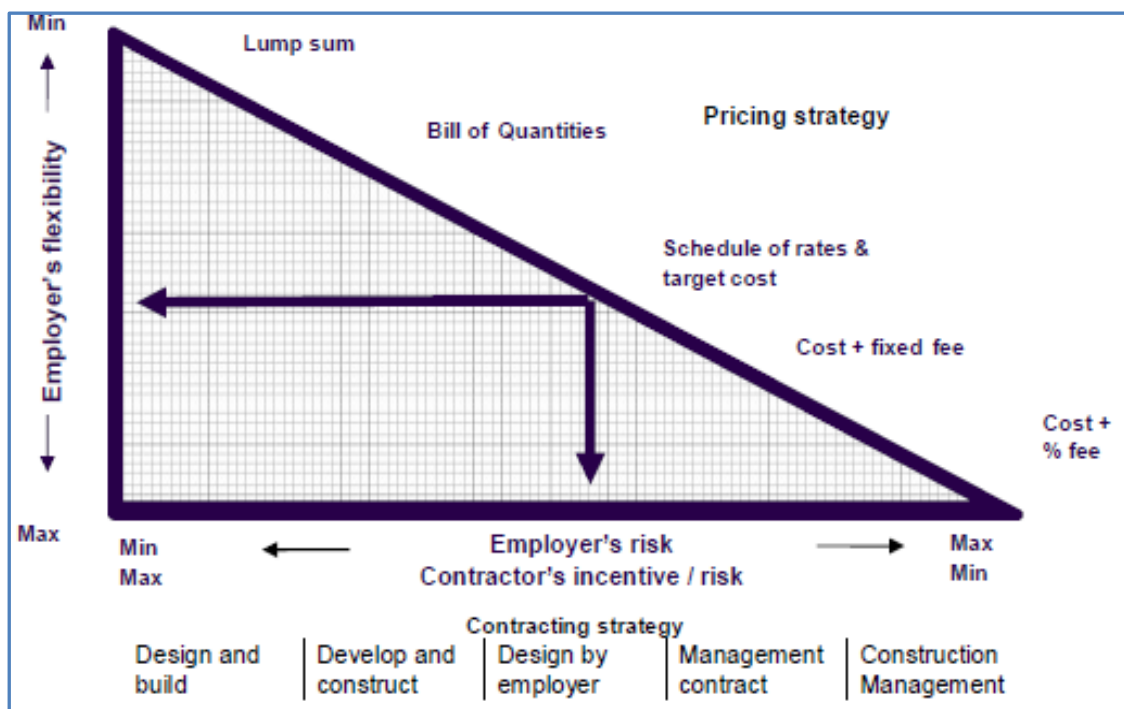 Min
Lump sum
Pricing strategy
Bill of Quantities
Employer's flexibility
Schedule of rates &
target cost
Cost + fixed fee
Cost +
% fee
Max
Min
Employer's risk
Max
Max
Contractor's incentive / risk
Min
Contracting strategy
Design and
build
Develop and
construct
Design by
employer
Management
contract
Construction
Management